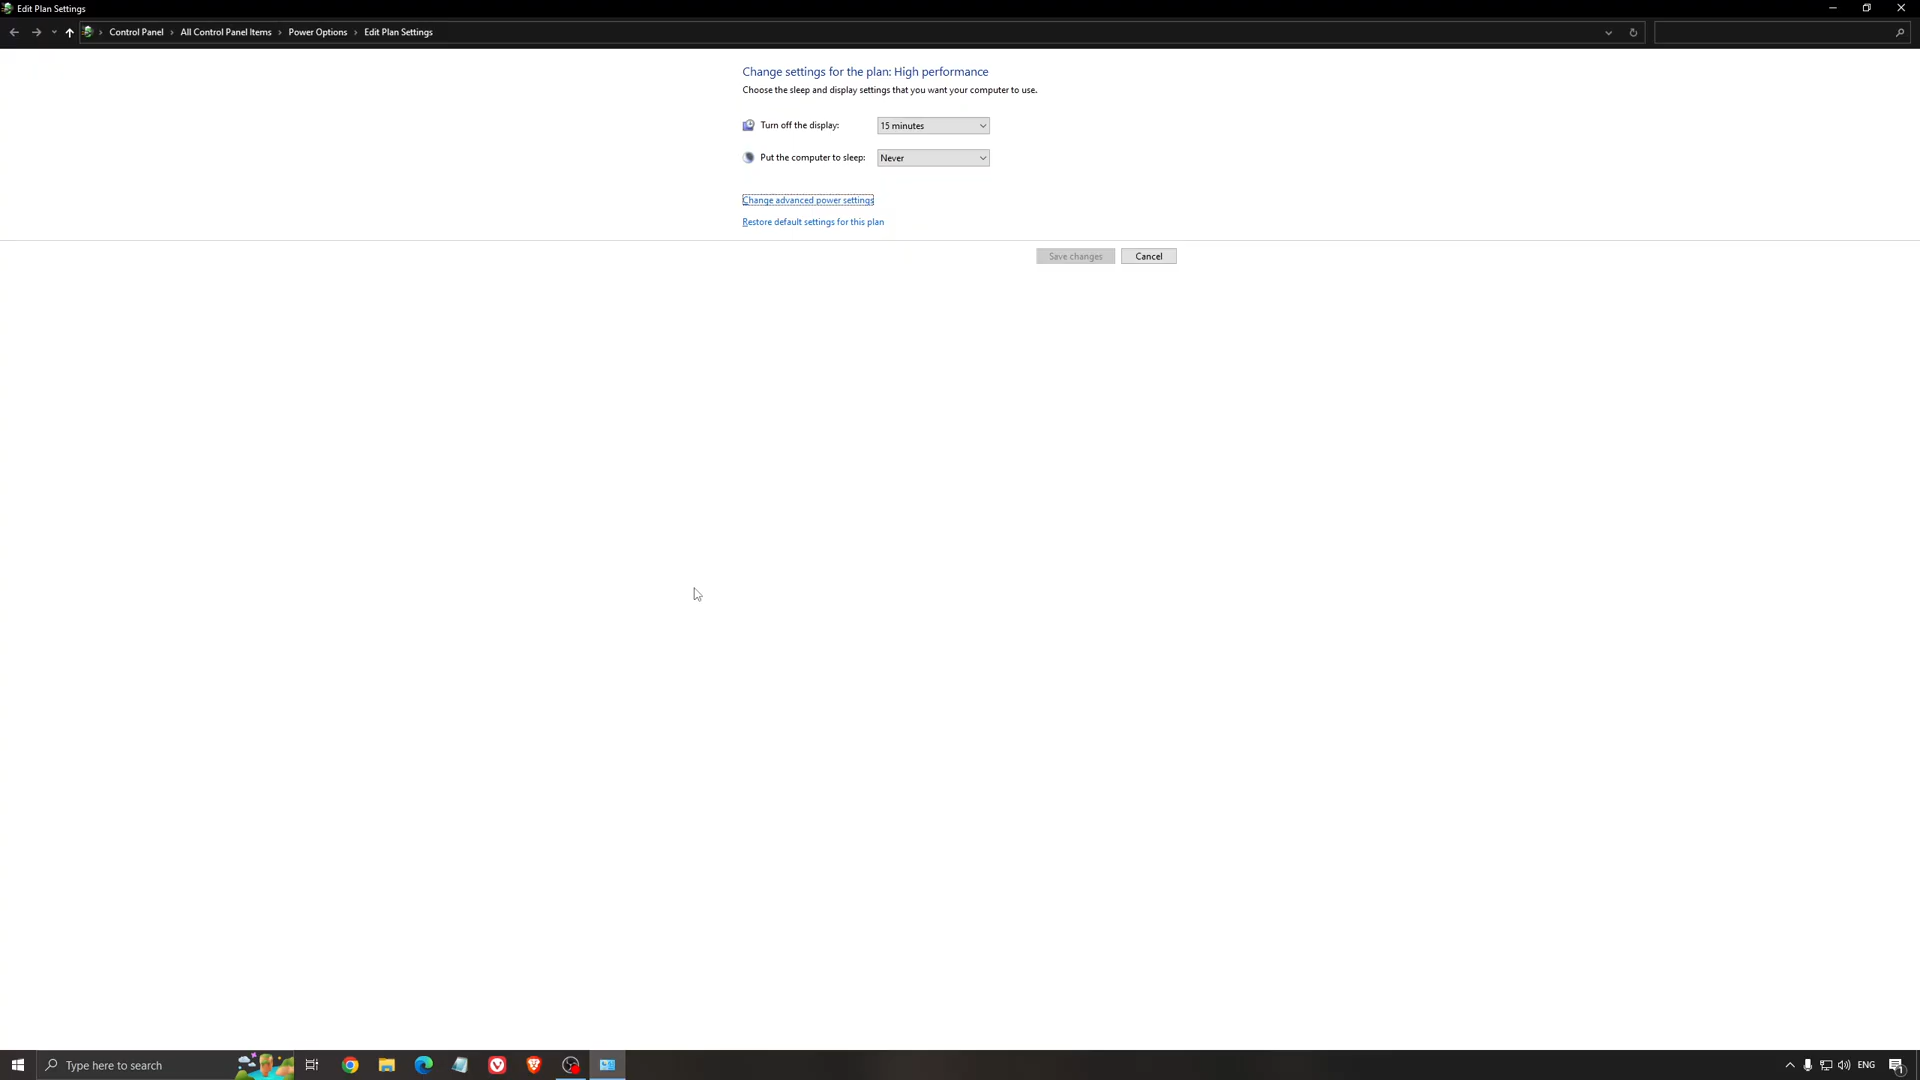 Edit Plan Settings
Control Panel > All Control Panel Items > Power Options > Edit Plan Settings
Change settings for the plan: High performance
Choose the sleep and display settings that you want your computer to use.
Turn off the display: 15 minutes
Put the computer to sleep: Never
Change advanced power settings
Restore default settings for this plan
Save changes Cancel
Type here to search
ENG
1